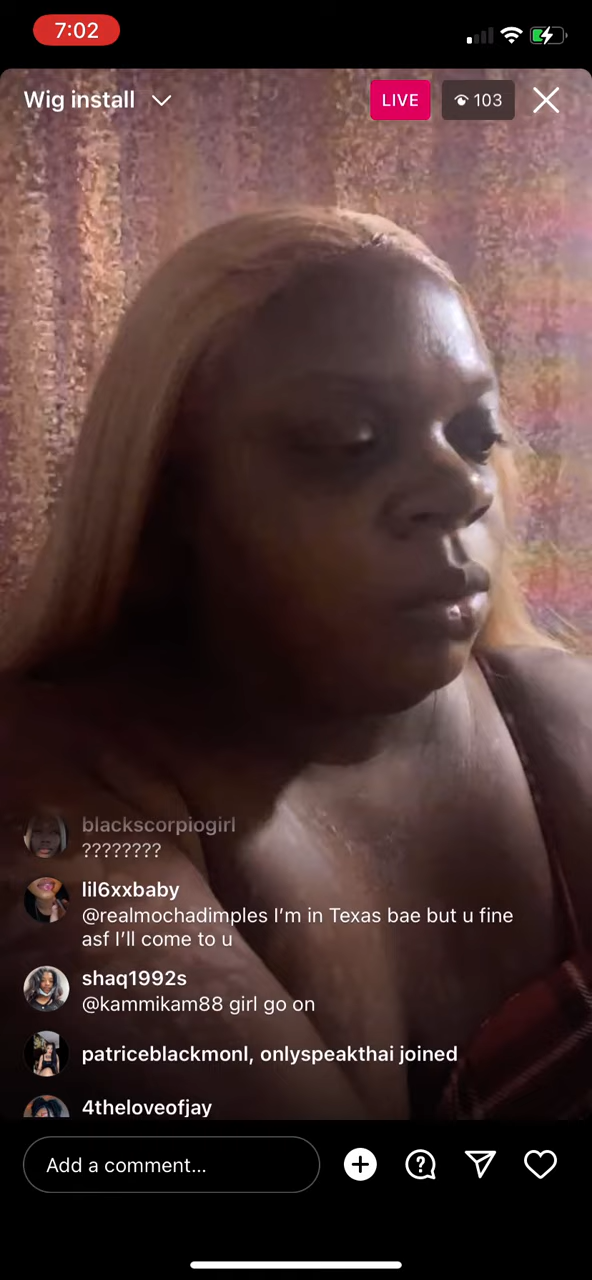 7:02
Wig install
LIVE
103
blackscorpiogirl
????????
lil6xxbaby
@realmochadimples I’m in Texas bae but u fine
asf I’ll come to u
shaq1992s
@kammikam88 girl go on
patriceblackmonl, onlyspeakthai joined
4theloveofjay
Add a comment...